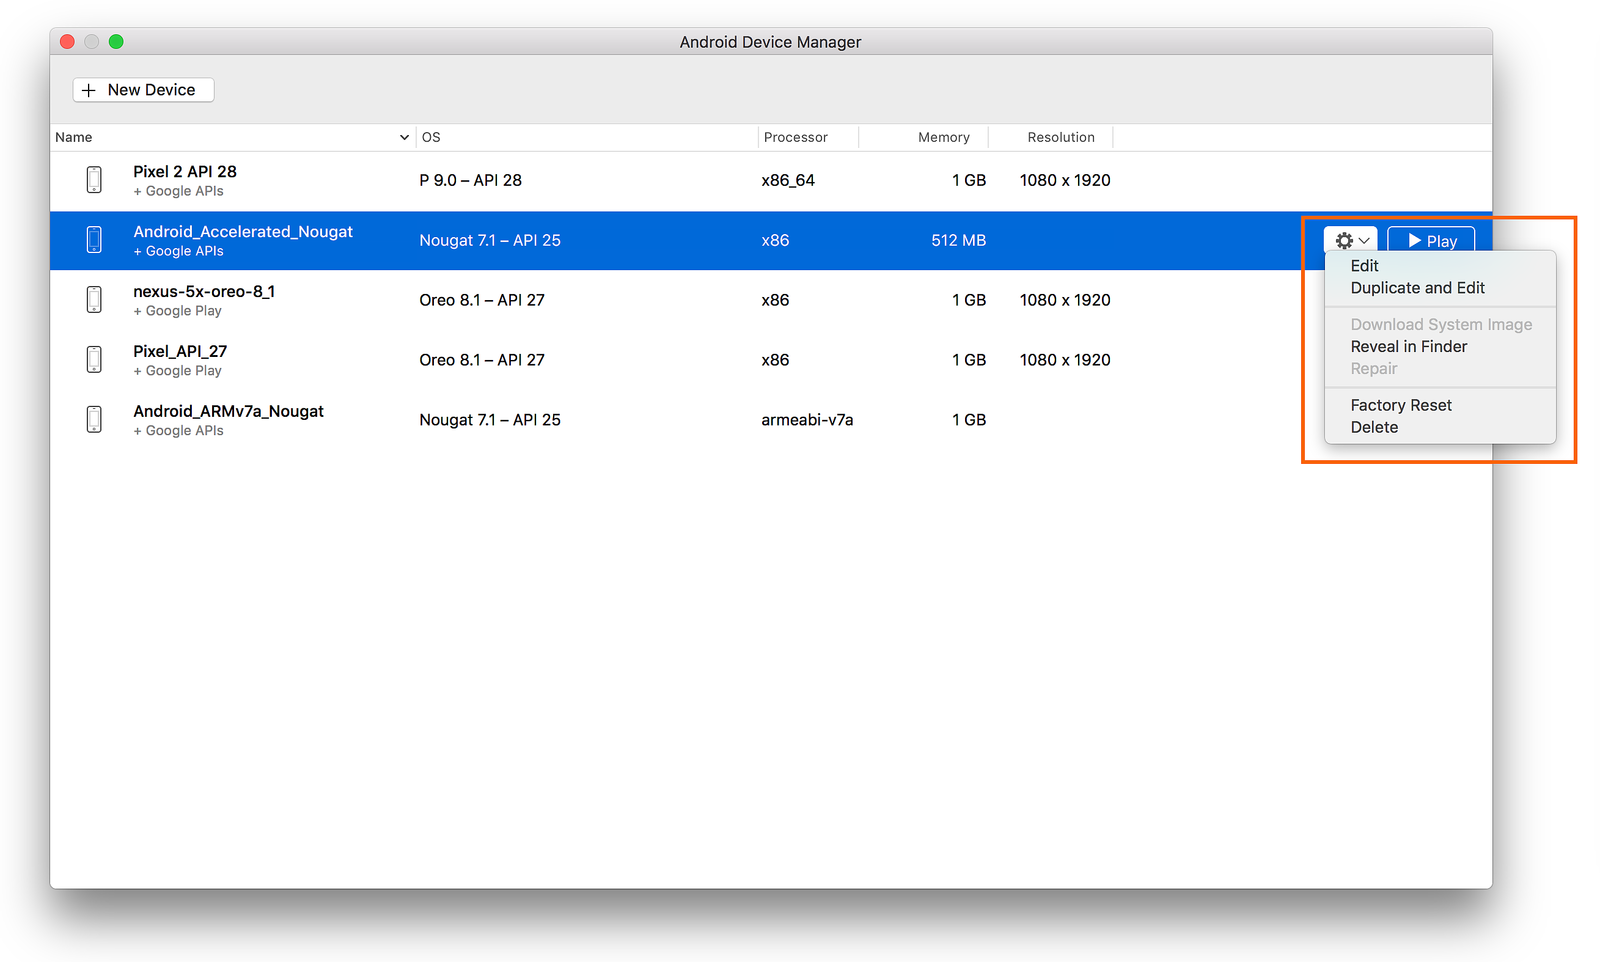 Android Device Manager
+ New Device
Name OS Processor Memory Resolution
Pixel 2 API 28
+ Google APIs
P 9.0 – API 28 x86_64 1 GB 1080 x 1920
Android_Accelerated_Nougat
+ Google APIs
Nougat 7.1 – API 25 x86 512 MB
Play
nexus-5x-oreo-8_1
+ Google Play
Oreo 8.1 – API 27 x86 1 GB 1080 x 1920
Pixel_API_27
+ Google Play
Oreo 8.1 – API 27 x86 1 GB 1080 x 1920
Android_ARMv7a_Nougat
+ Google APIs
Nougat 7.1 – API 25 armeabi-v7a 1 GB
Edit
Duplicate and Edit
Download System Image
Reveal in Finder
Repair
Factory Reset
Delete